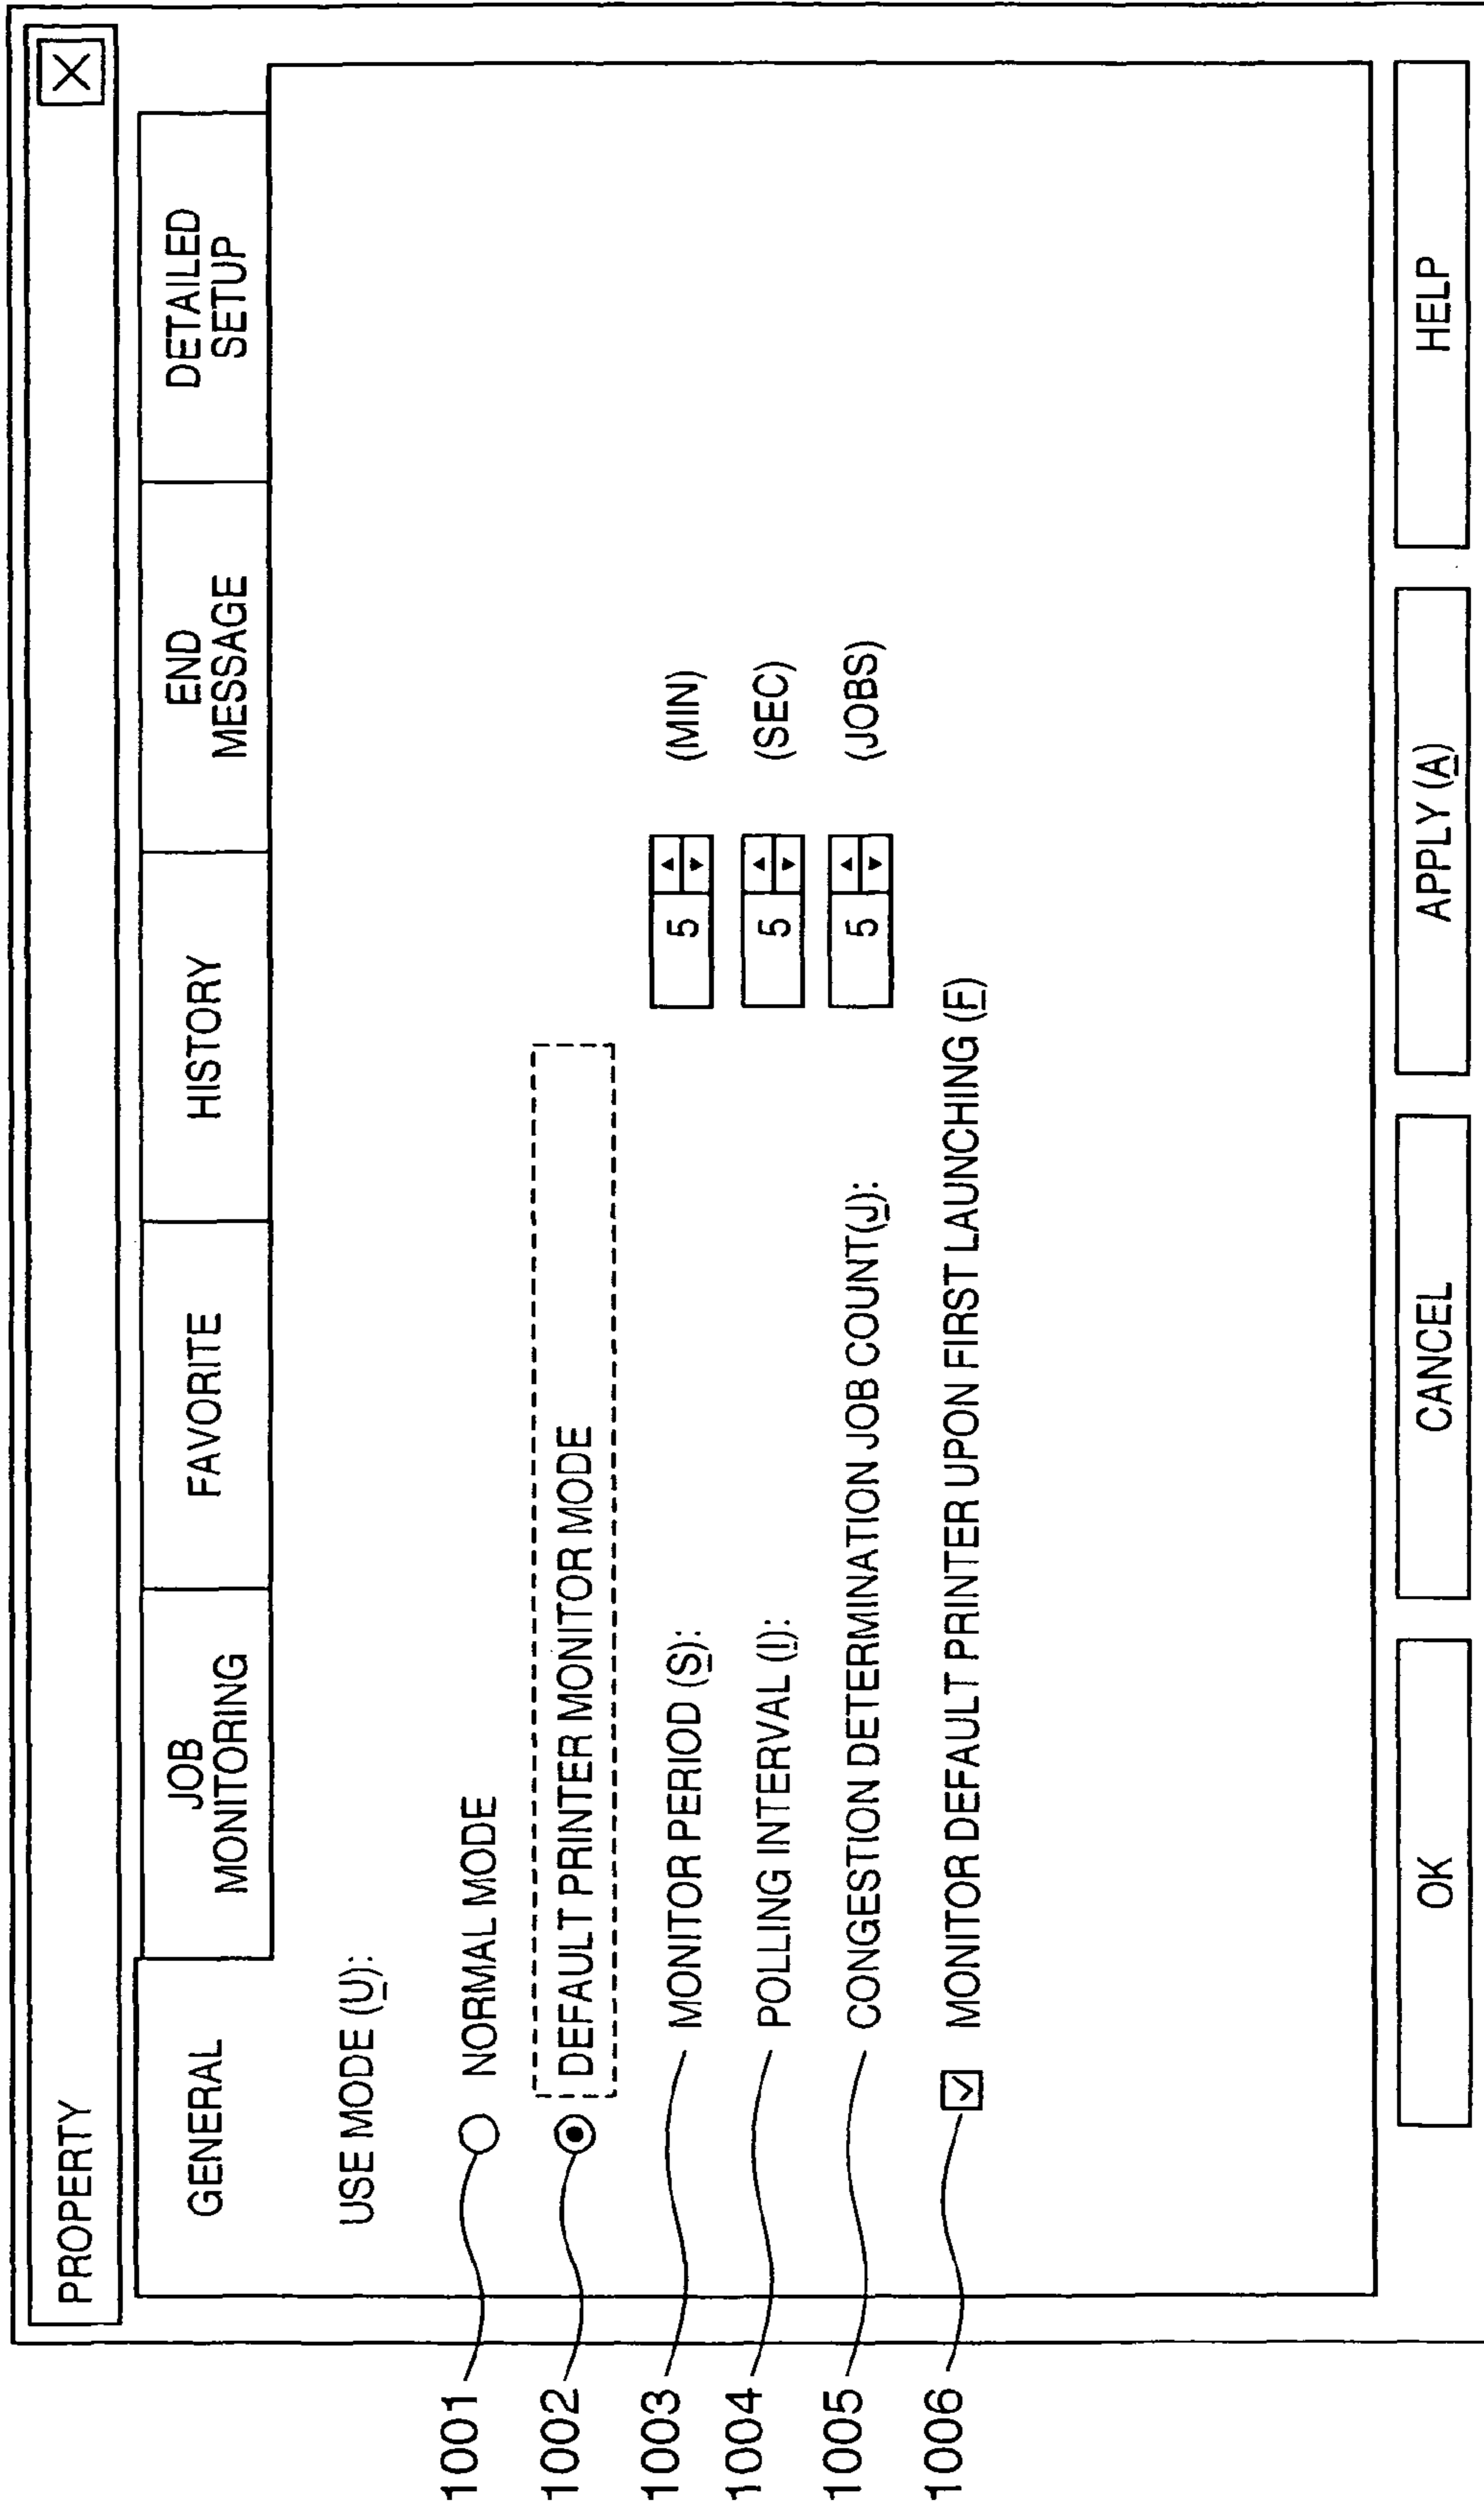 PROPERTY
X
GENERAL
JOB
MONITORING
FAVORITE
HISTORY
END
MESSAGE
DETAILED
SETUP
USE MODE (U):
1001
NORMAL MODE
1002
DEFAULT PRINTER MONITOR MODE
1003
MONITOR PERIOD (S): 5 (MIN)
1004
POLLING INTERVAL (I): 5 (SEC)
1005
CONGESTION DETERMINATION JOB COUNT(J): 5 (JOBS)
1006
MONITOR DEFAULT PRINTER UPON FIRST LAUNCHING (F)
OK
CANCEL
APPLY (A)
HELP